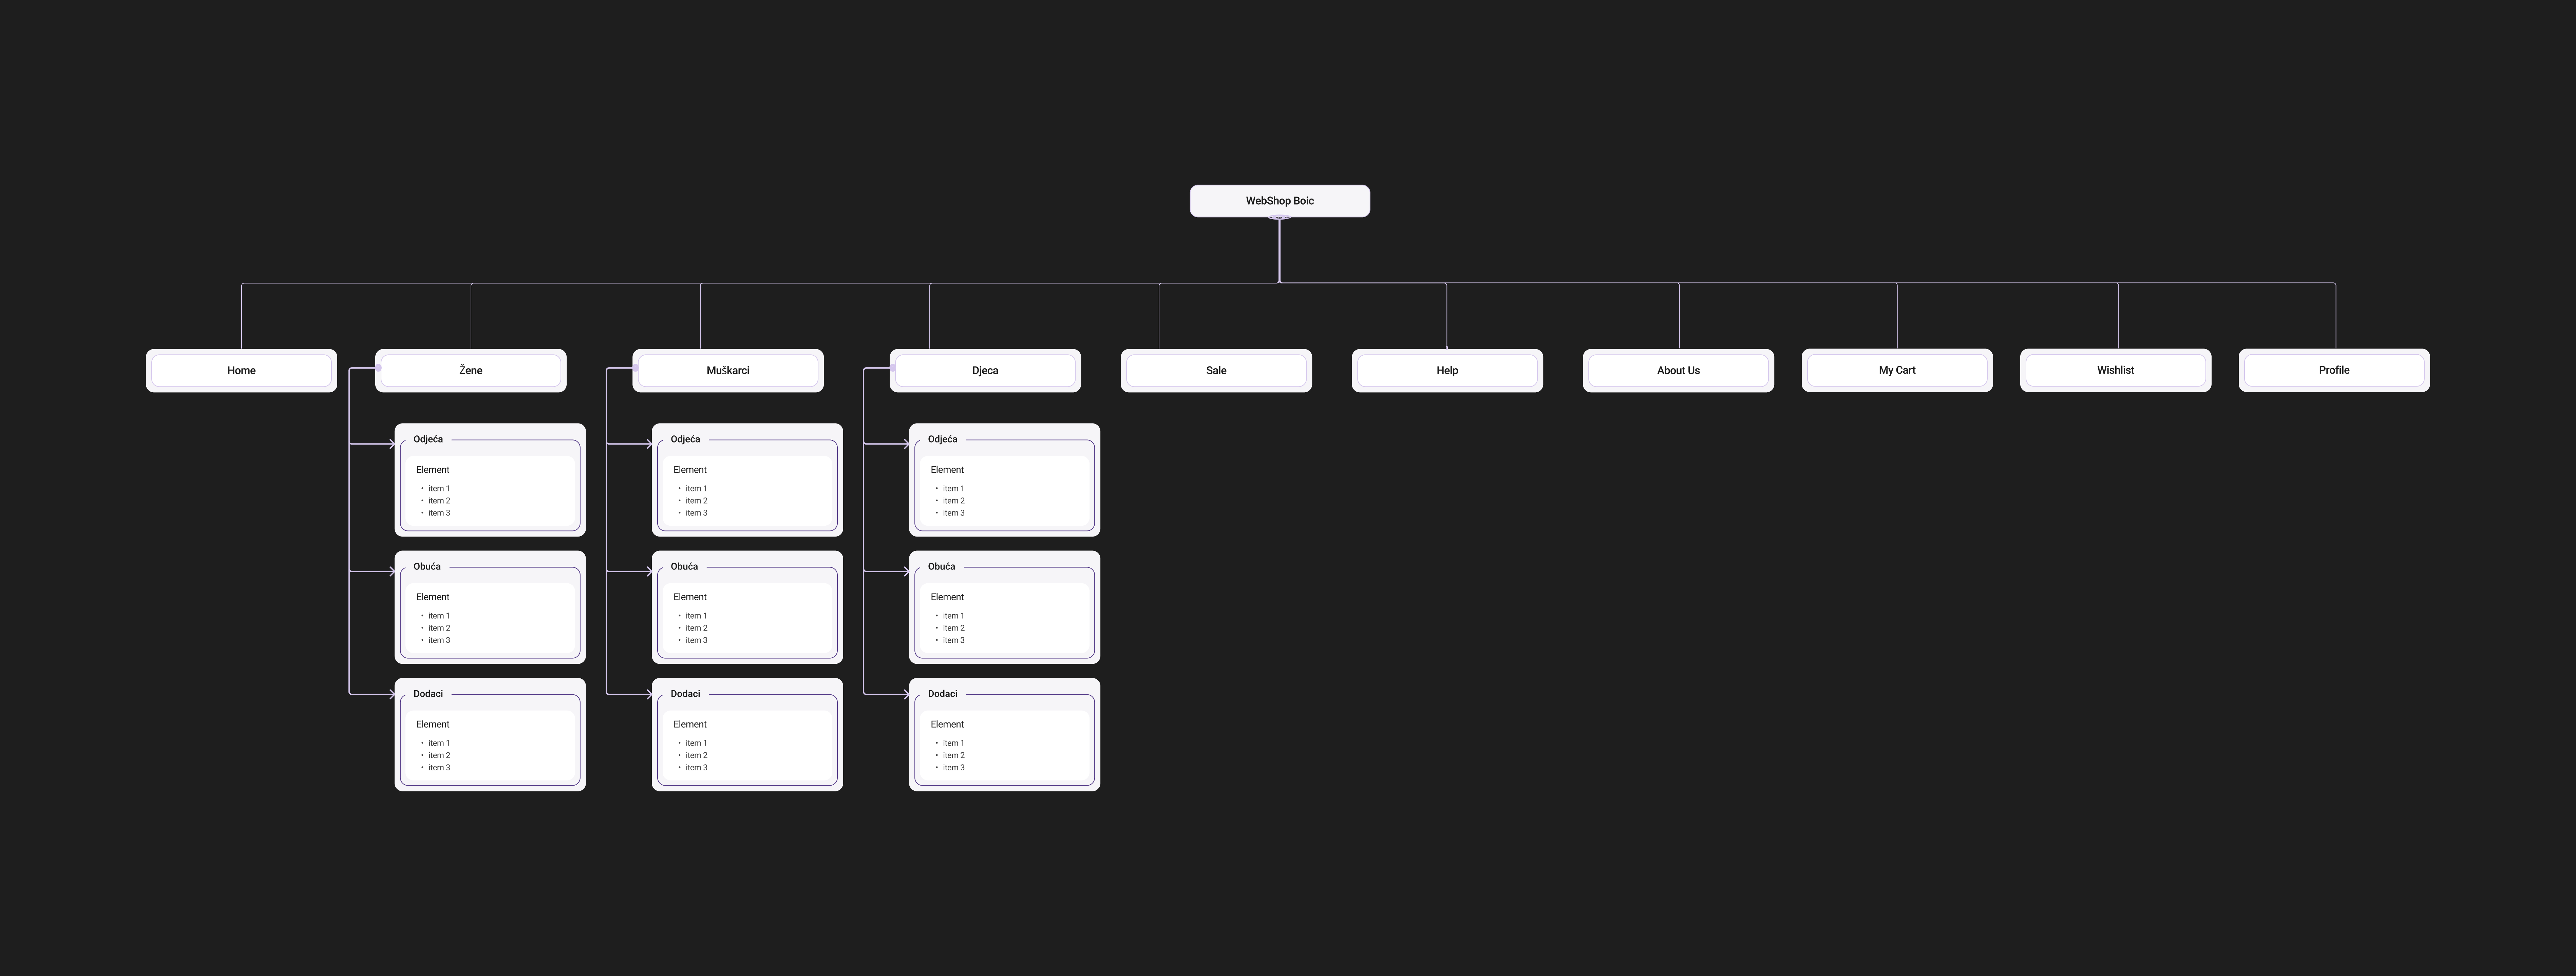 WebShop Boic
Home
Žene
Muškarci
Djeca
Sale
Help
About Us
My Cart
Wishlist
Profile
Odjeća
Element
• item 1
• item 2
• item 3
Obuća
Element
• item 1
• item 2
• item 3
Dodaci
Element
• item 1
• item 2
• item 3
Odjeća
Element
• item 1
• item 2
• item 3
Obuća
Element
• item 1
• item 2
• item 3
Dodaci
Element
• item 1
• item 2
• item 3
Odjeća
Element
• item 1
• item 2
• item 3
Obuća
Element
• item 1
• item 2
• item 3
Dodaci
Element
• item 1
• item 2
• item 3